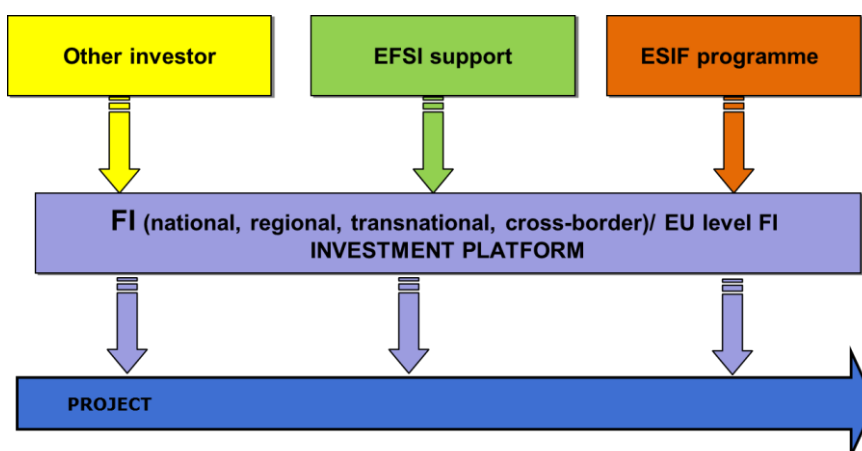 Other investor
EFSI support
ESIF programme
FI (national, regional, transnational, cross-border)/ EU level FI
INVESTMENT PLATFORM
PROJECT